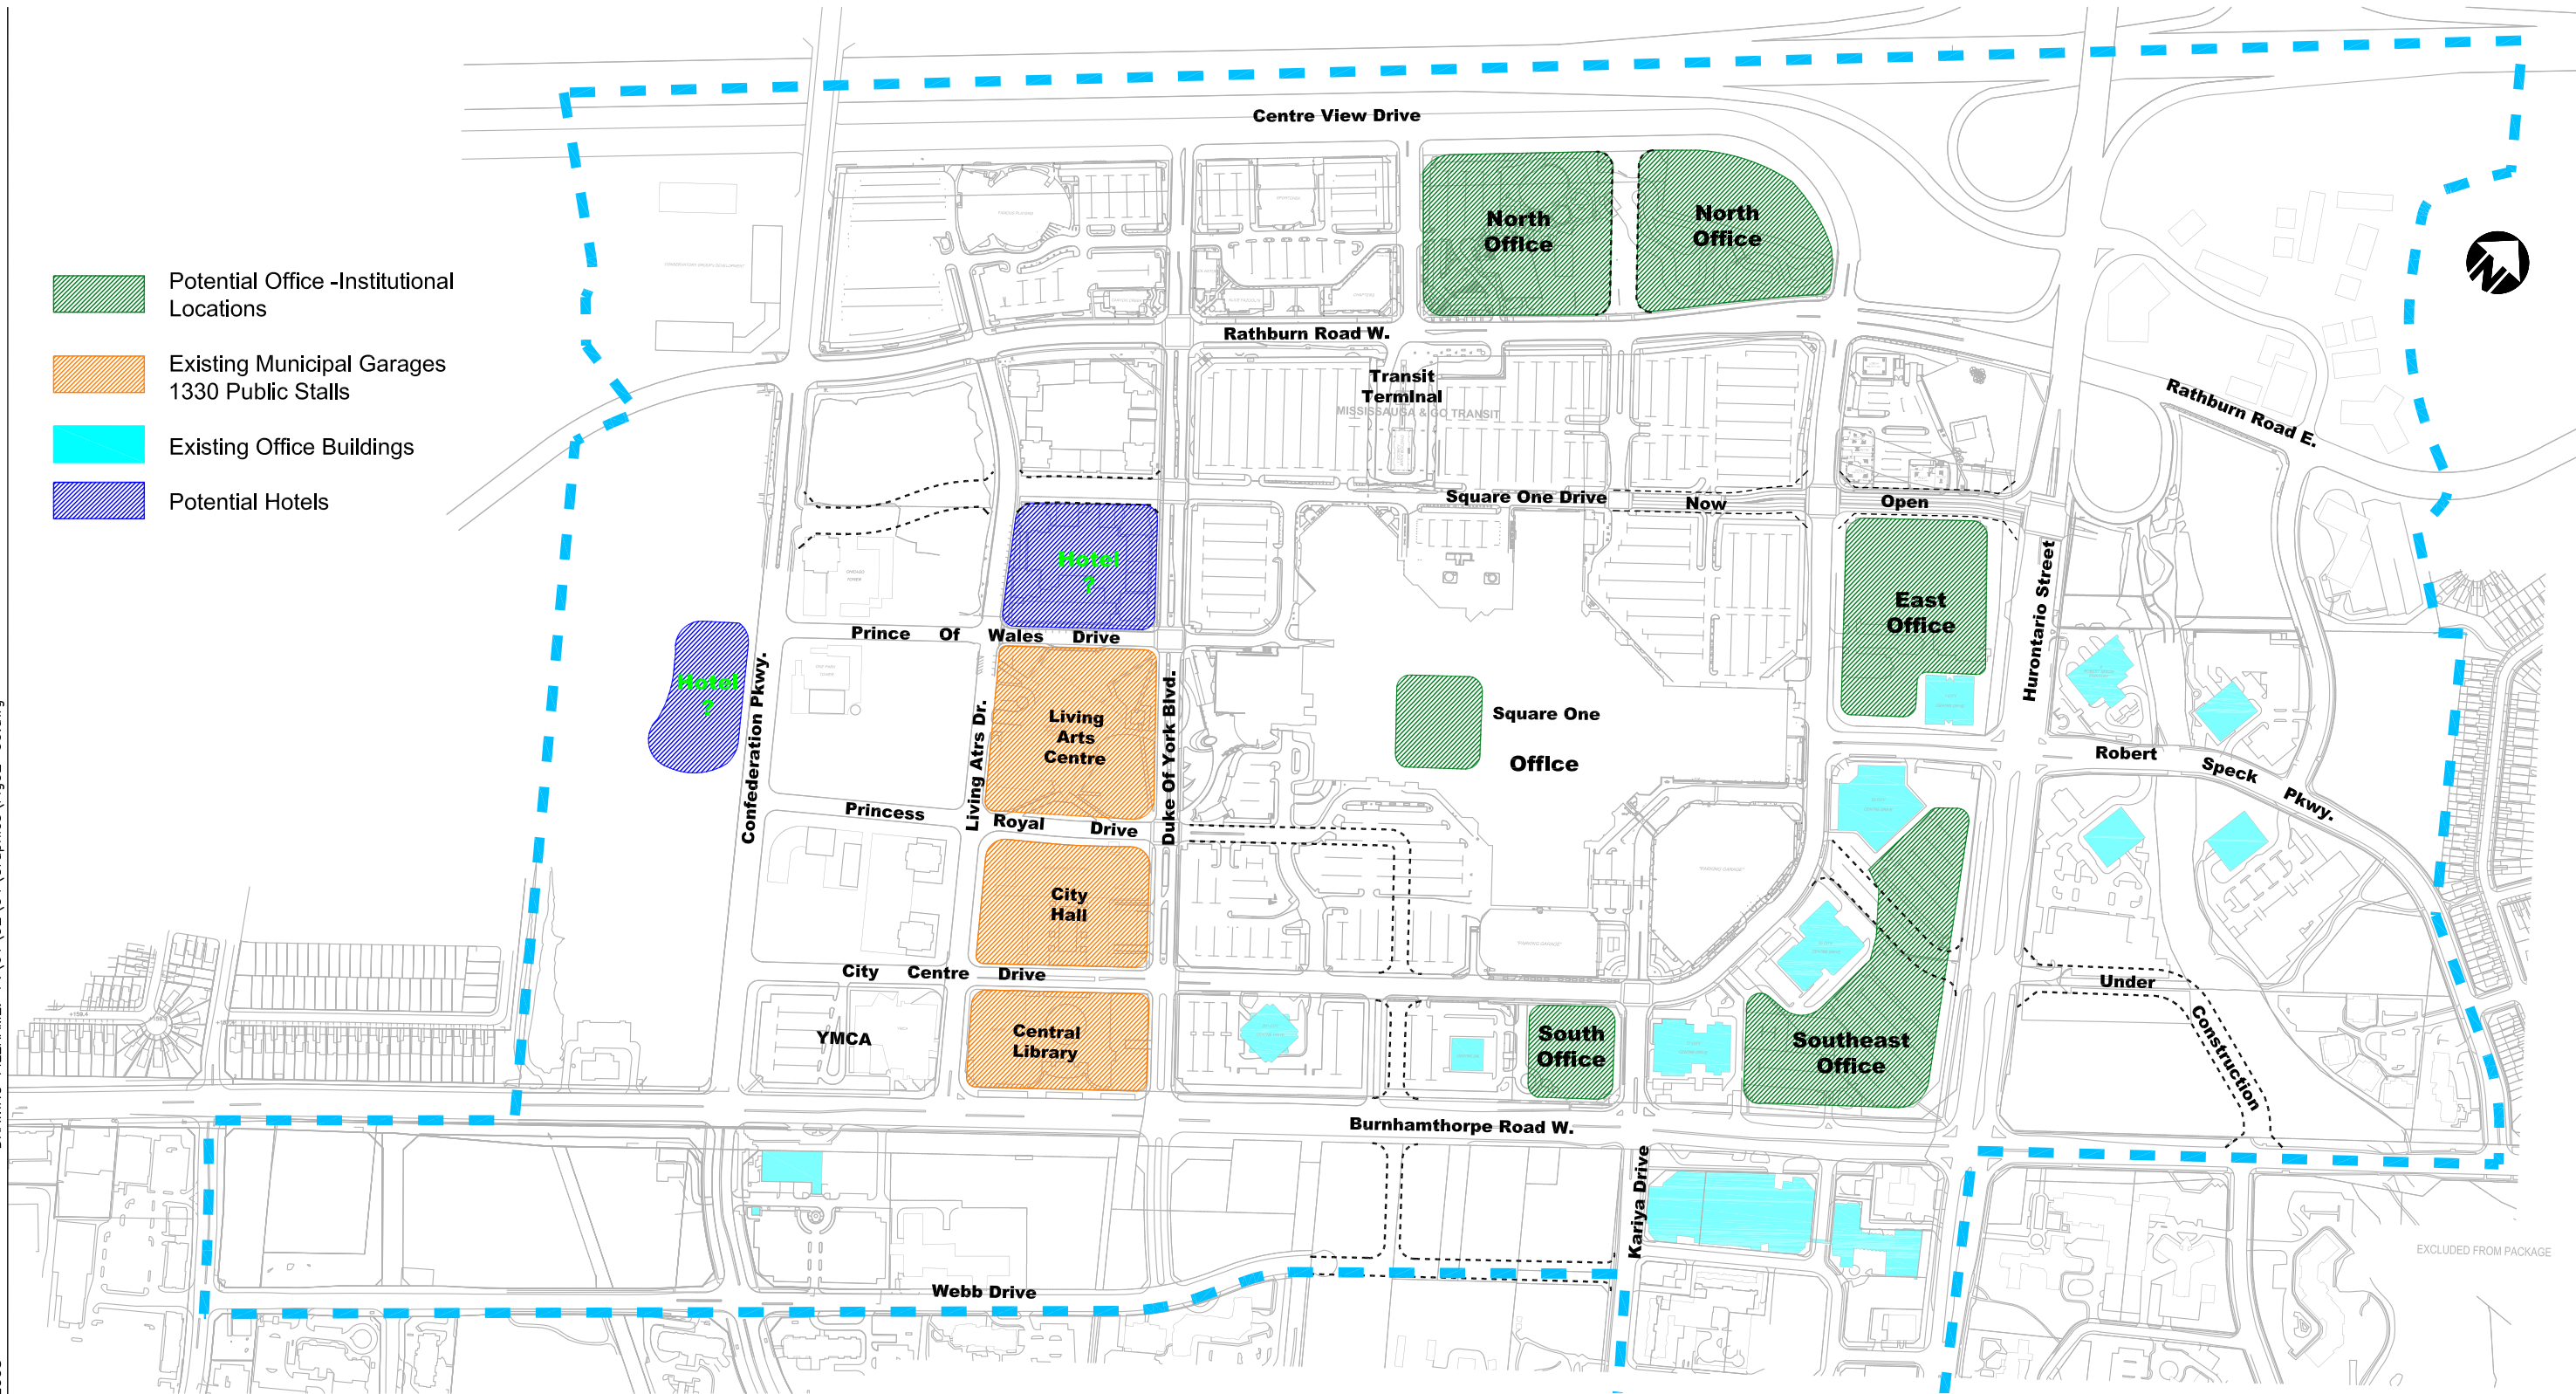 Potential Office -Institutional
Locations
Existing Municipal Garages
1330 Public Stalls
Existing Office Buildings
Potential Hotels
Centre View Drive
North
Office
North
Office
N
Rathburn Road W.
Transit
Terminal
MISSISSAUGA & GO TRANSIT
Rathburn Road E.
Square One Drive
Now
Open
Hotel
?
East
Office
Hurontario Street
Prince Of Wales Drive
Hotel
?
Confederation Pkwy.
Living Atrs Dr.
Living
Arts
Centre
Duke Of York Blvd.
Square One
Office
Robert Speck Pkwy.
Princess Royal Drive
City
Hall
"PARKING GARAGE"
"PARKING GARAGE"
City Centre Drive
Under
Construction
YMCA
Central
Library
South
Office
Southeast
Office
Burnhamthorpe Road W.
Kariya Drive
Webb Drive
EXCLUDED FROM PACKAGE